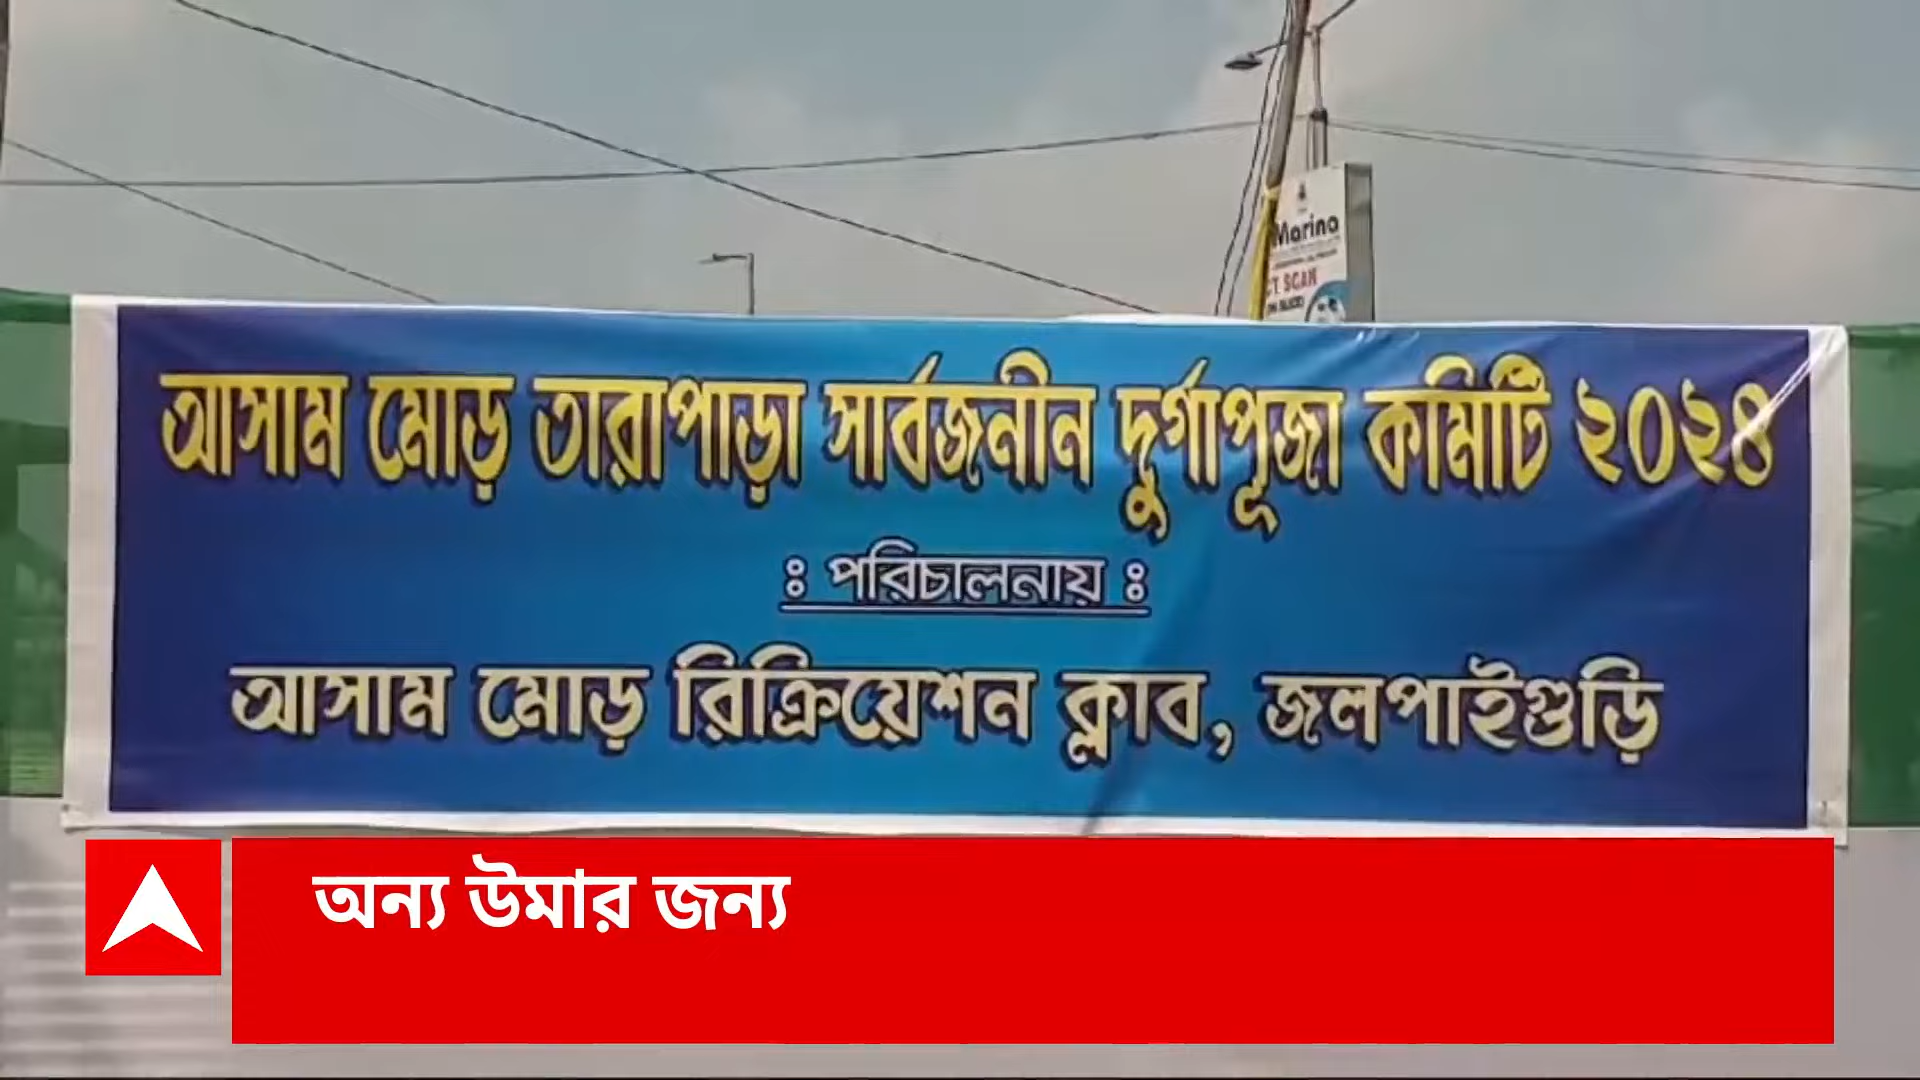 Marina
CT SCAN
আসাম মোড় তারাপাড়া সার্বজনীন দুর্গাপূজা কমিটি ২০২৪
ঃ পরিচালনায় ঃ
আসাম মোড় রিক্রিয়েশন ক্লাব, জলপাইগুড়ি
অন্য উমার জন্য